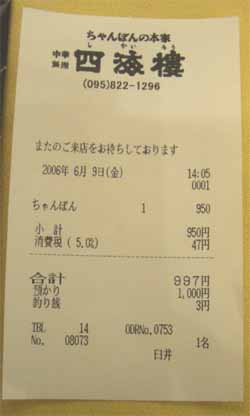 ちゃんぽんの本家
し かい ろう
中華料理 四海樓
(095)822-1296
またのご来店をお待ちしております
2006年 6月 9日(金) 14:05
0001
ちゃんぽん 1 950
小 計 950円
消費税 ( 5.0%) 47円
合計 997円
預かり 1,000円
釣り銭 3円
TBL 14 ODRNo.0753
No. 08073 1名
臼井